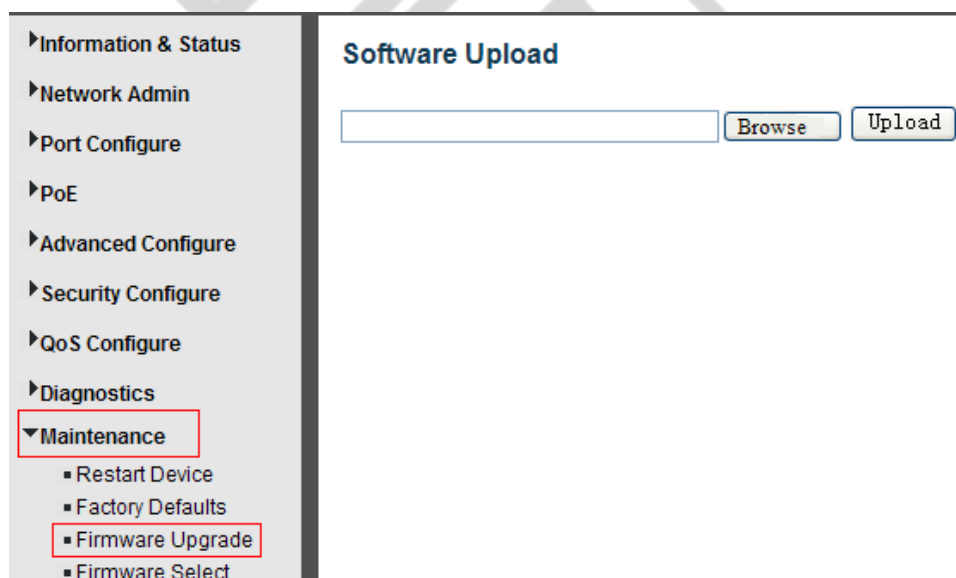 Information & Status
Network Admin
Port Configure
PoE
Advanced Configure
Security Configure
QoS Configure
Diagnostics
Maintenance
Restart Device
Factory Defaults
Firmware Upgrade
Firmware Select
Software Upload
Browse
Upload